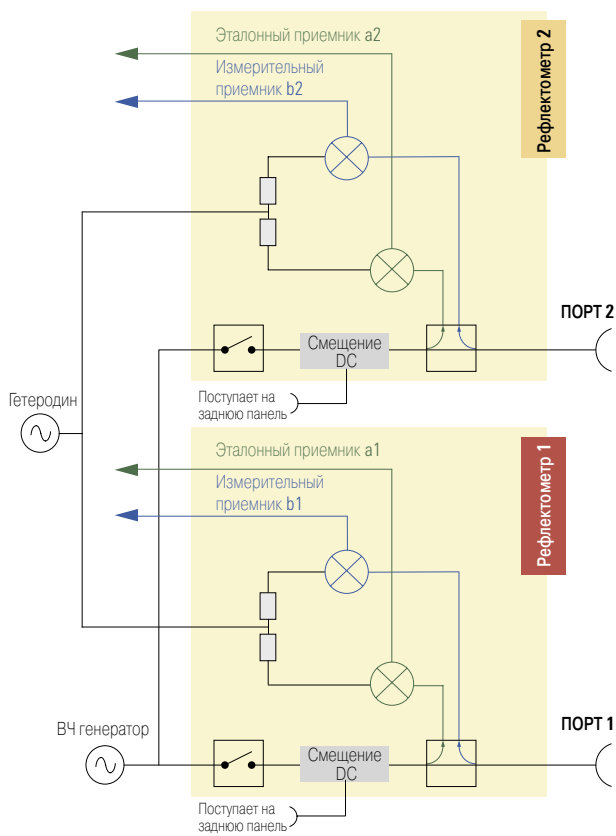 Эталонный приемник a2
Измерительный
приемник b2
Рефлектометр 2
ПОРТ 2
Смещение
DC
Поступает на
заднюю панель
Гетеродин
Эталонный приемник a1
Измерительный
приемник b1
Рефлектометр 1
ПОРТ 1
ВЧ генератор
Смещение
DC
Поступает на
заднюю панель